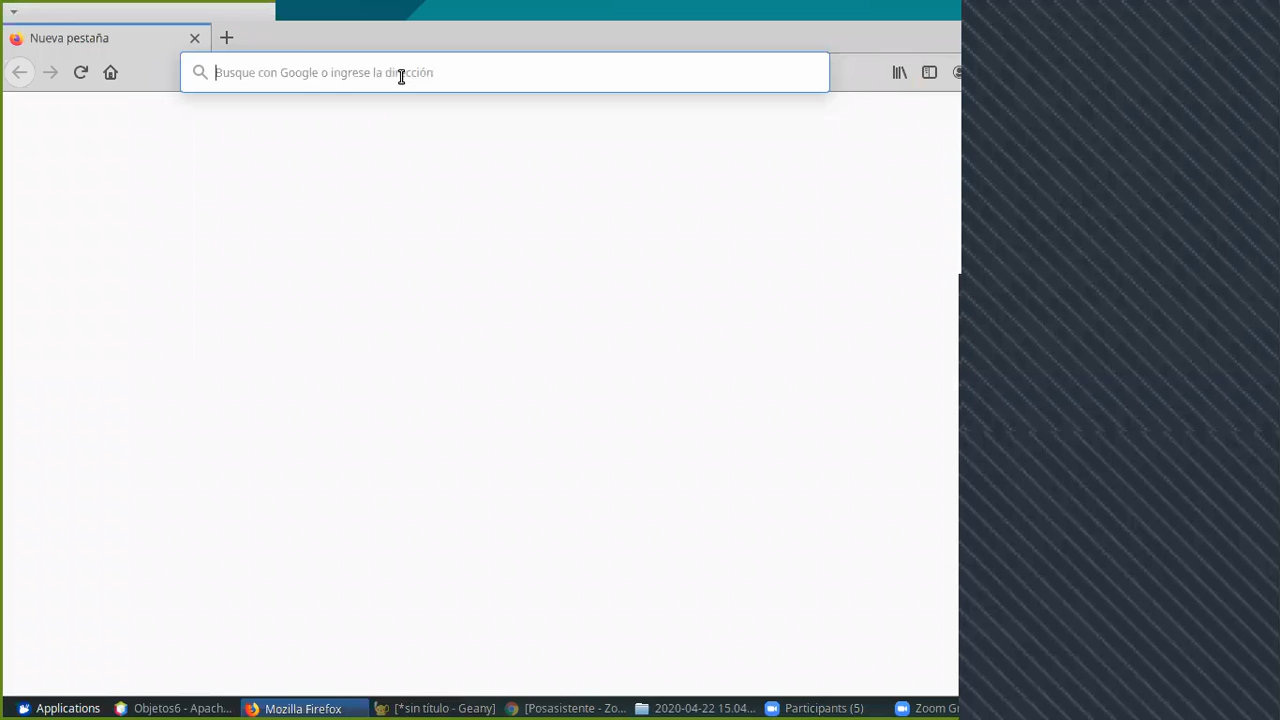 Nueva pestaña
Busque con Google o ingrese la dirección
Applications
Objetos6 - Apach...
Mozilla Firefox
[*sin título - Geany]
[Posasistente - Zo...
2020-04-22 15.04...
Participants (5)
Zoom Gr